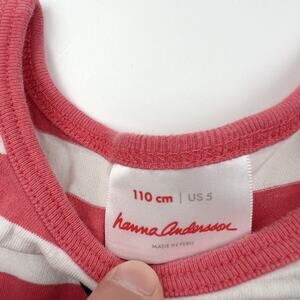 110 cm | US 5
hanna andersson
MADE IN PERU